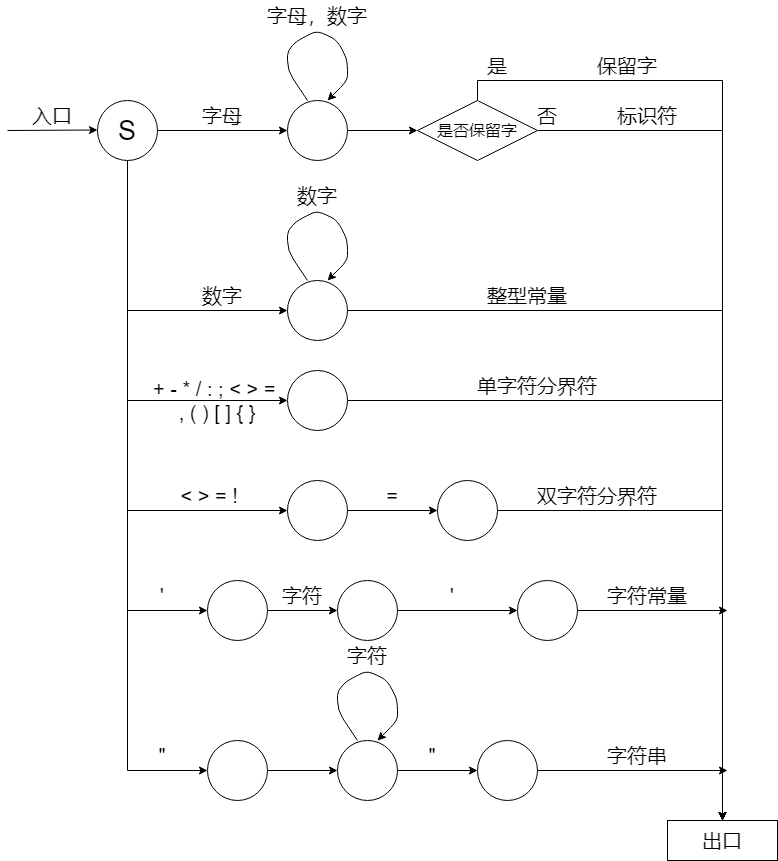 字母，数字
是
保留字
入口
S
字母
是否保留字
否
标识符
数字
数字
整型常量
+ - * / : ; < > =
, ( ) [ ] { }
单字符分界符
< > = !
=
双字符分界符
'
字符
'
字符常量
字符
"
"
字符串
出口